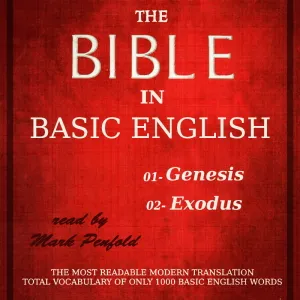 THE
BIBLE
IN
BASIC ENGLISH
01- Genesis
02- Exodus
read by
Mark Penfold
THE MOST READABLE MODERN TRANSLATION
TOTAL VOCABULARY OF ONLY 1000 BASIC ENGLISH WORDS